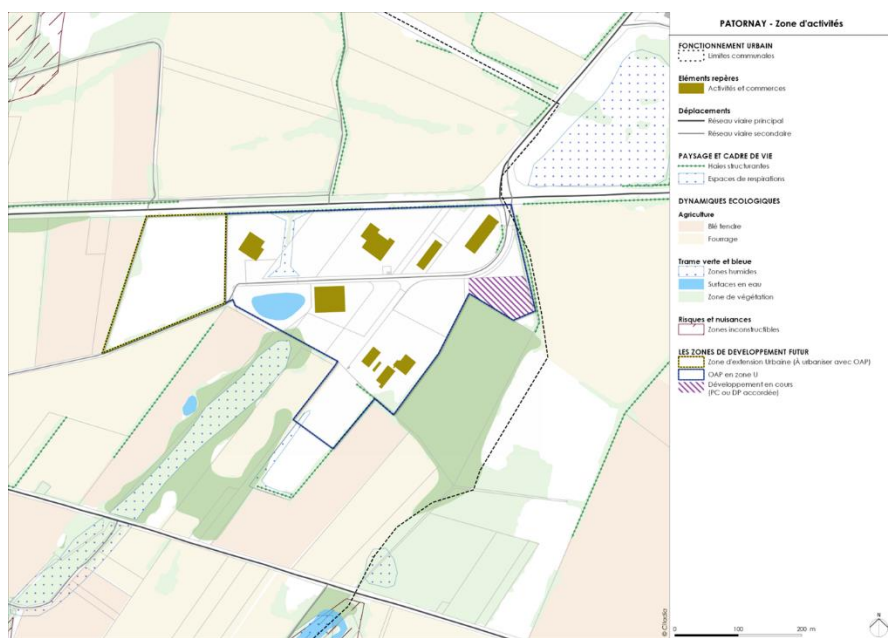 PATORNAY - Zone d'activités
FONCTIONNEMENT URBAIN
Limites communales
Eléments repères
Activités et commerces
Déplacements
Réseau viaire principal
Réseau viaire secondaire
PAYSAGE ET CADRE DE VIE
Haies structurantes
Espaces de respirations
DYNAMIQUES ECOLOGIQUES
Agriculture
Blé tendre
Fourrage
Trame verte et bleue
Zones humides
Surfaces en eau
Zone de végétation
Risques et nuisances
Zones inconstructibles
LES ZONES DE DEVELOPPEMENT FUTUR
Zone d'extension Urbaine (À urbaniser avec OAP)
OAP en zone U
Développement en cours
(PC ou DP accordée)
© Citadia
0 100 200 m
N